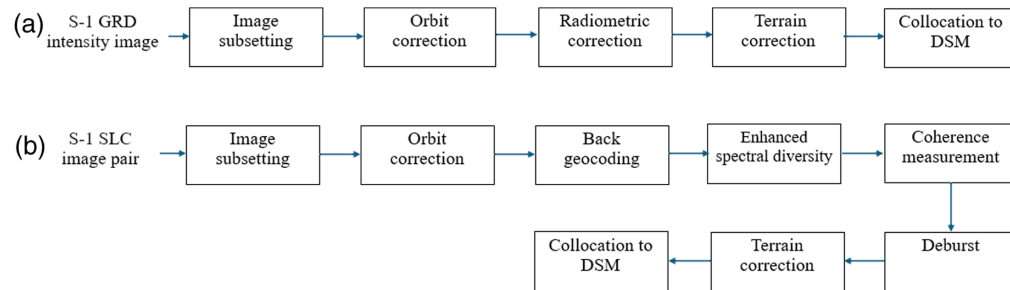 (a)
S-1 GRD
intensity image
Image
subsetting
Orbit
correction
Radiometric
correction
Terrain
correction
Collocation to
DSM
(b)
S-1 SLC
image pair
Image
subsetting
Orbit
correction
Back
geocoding
Enhanced
spectral diversity
Coherence
measurement
Deburst
Terrain
correction
Collocation to
DSM